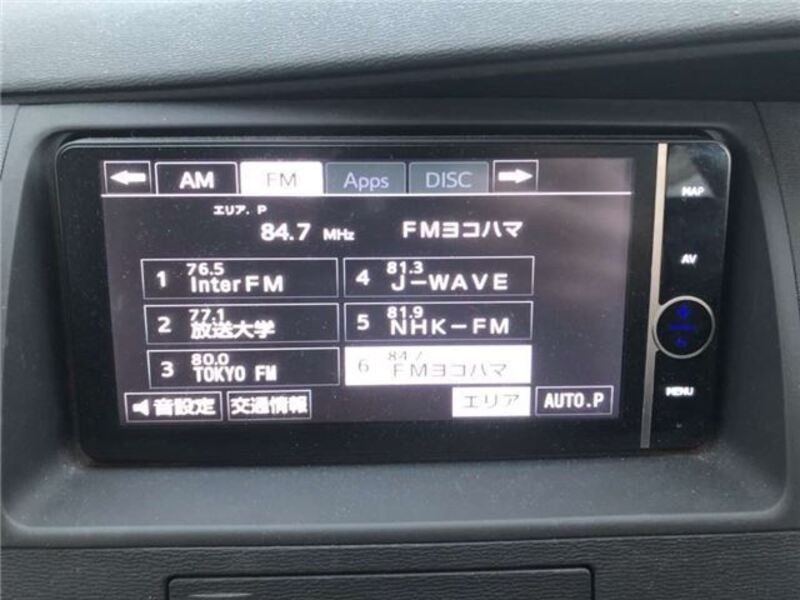 AM FM Apps DISC
エリア. P
84.7 MHz FMヨコハマ
1 76.5 InterFM
4 81.3 J-WAVE
2 77.1 放送大学
5 81.9 NHK-FM
3 80.0 TOKYO FM
6 84.7 FMヨコハマ
音設定 交通情報 エリア AUTO.P
MAP
AV
MENU